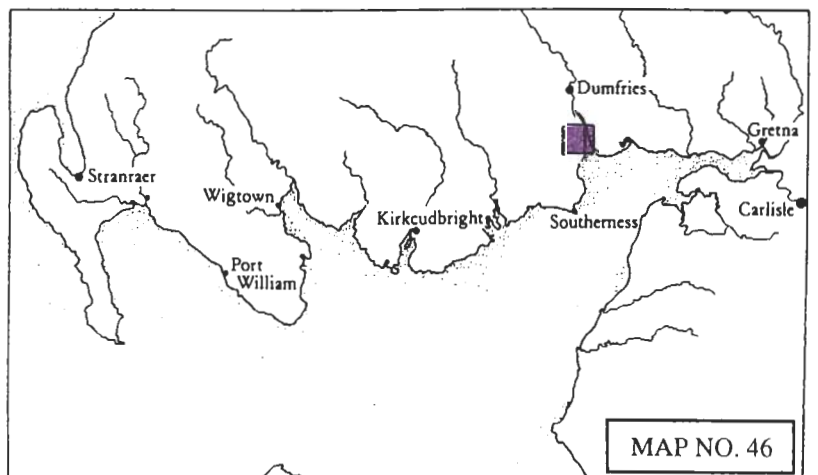 Dumfries
Gretna
Stranraer
Wigtown
Carlisle
Kirkcudbright
Southerness
Port
William
MAP NO. 46